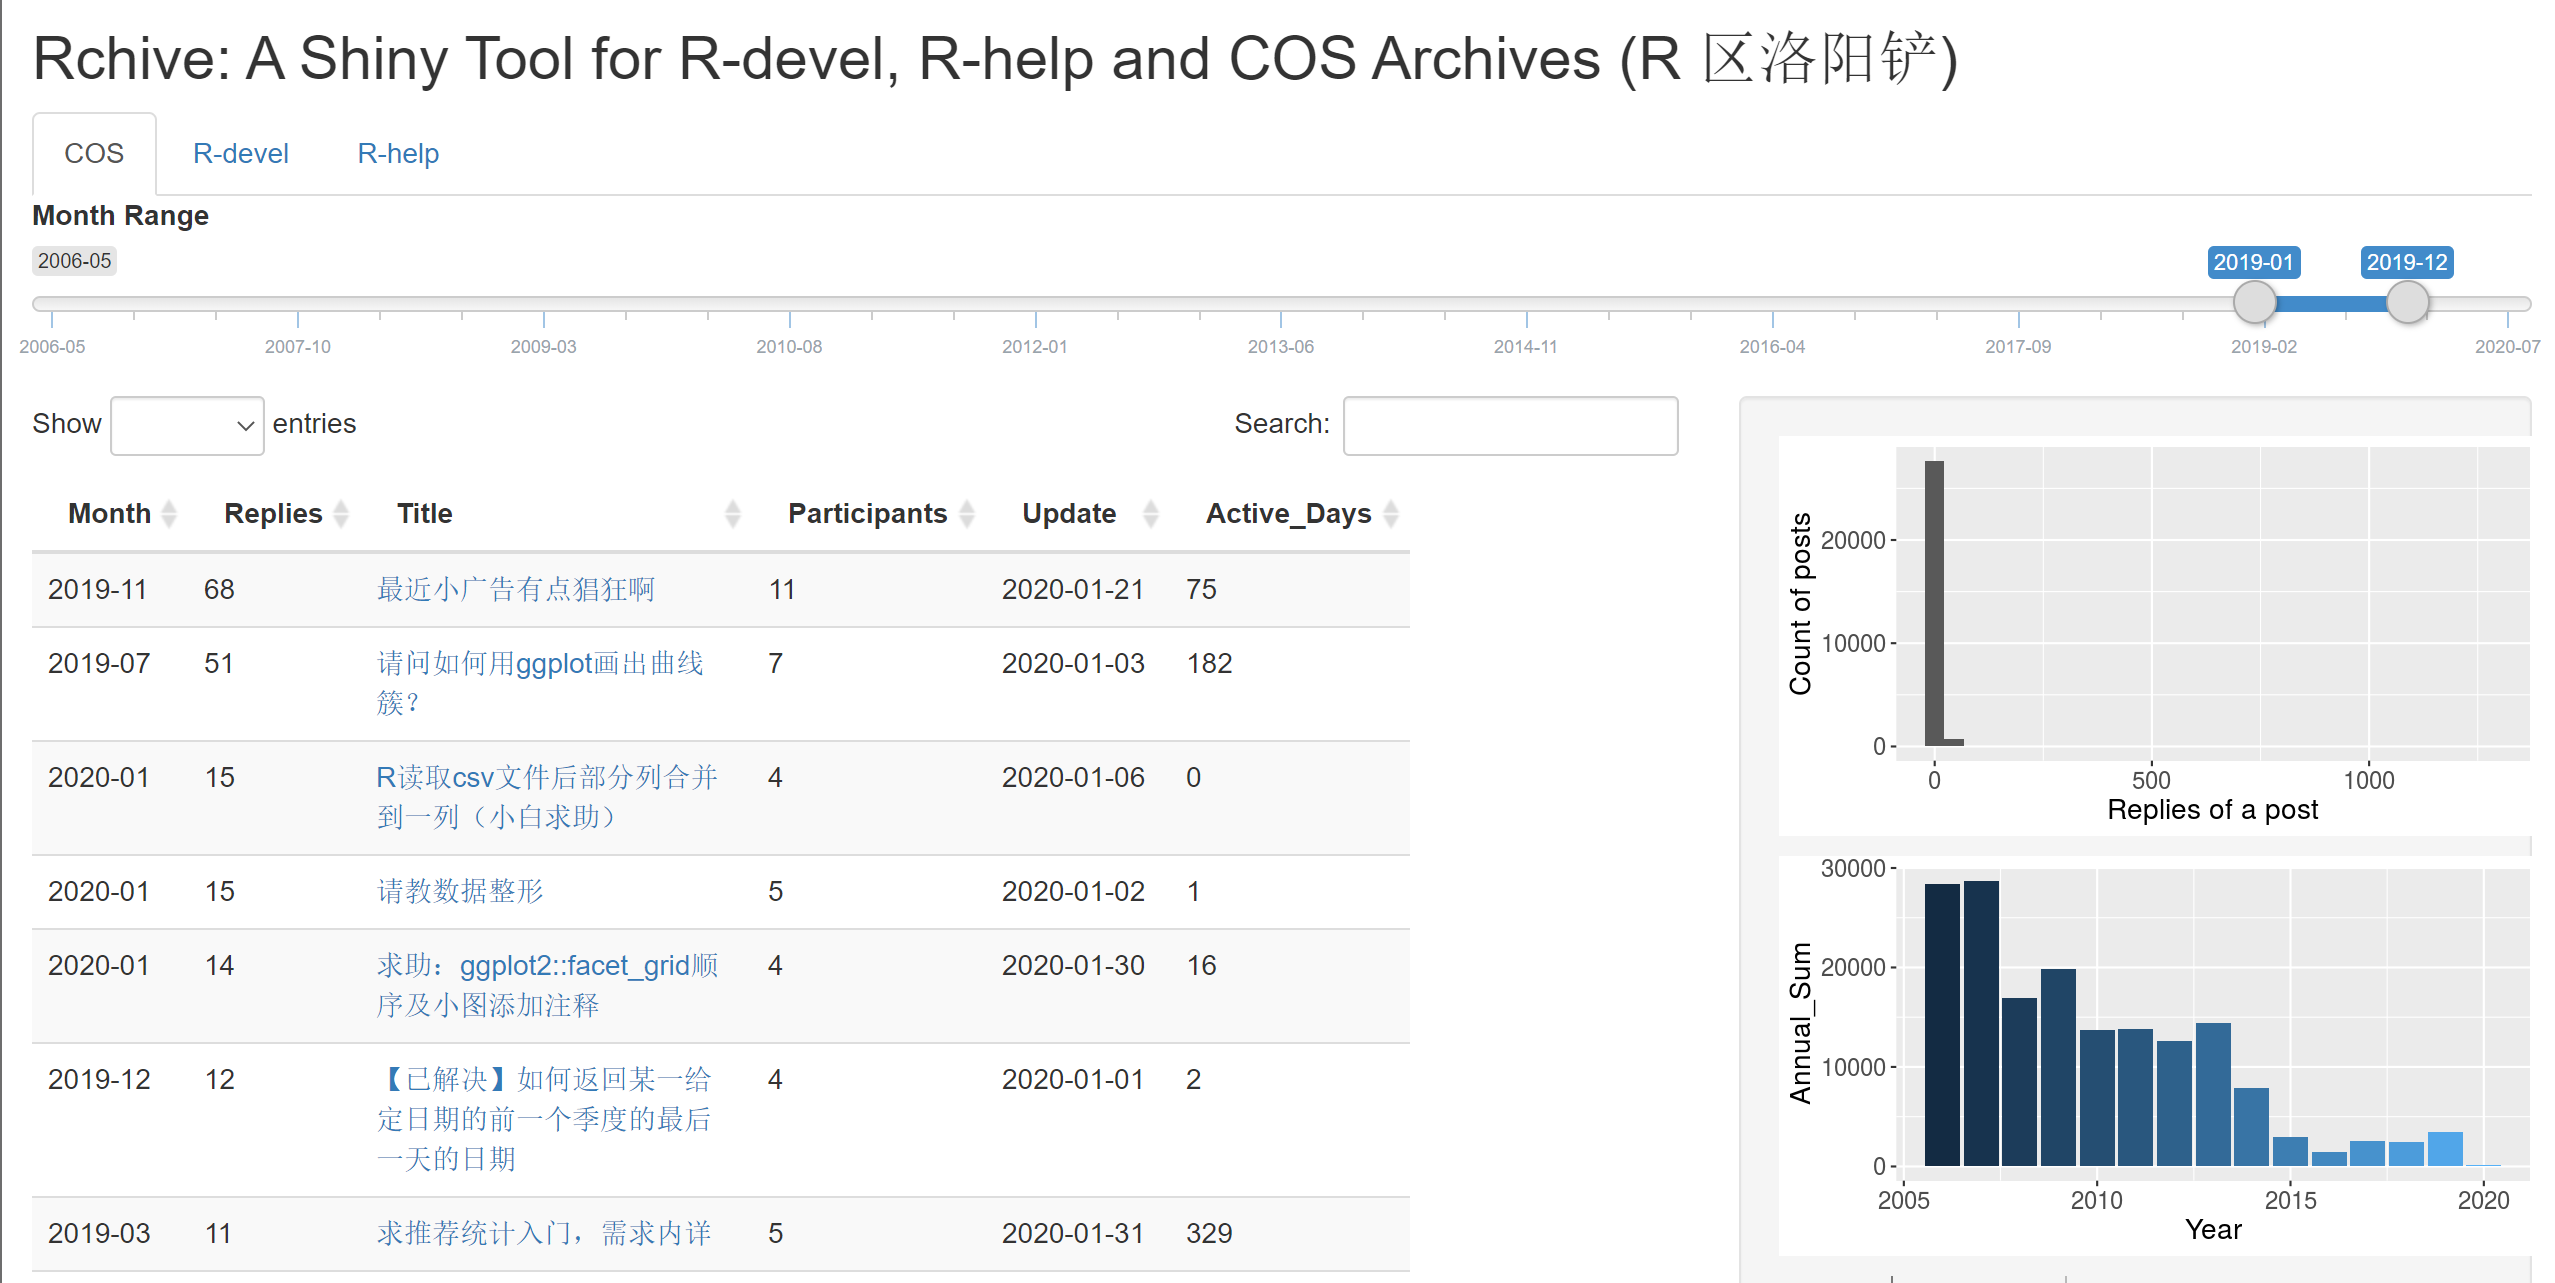 Rchive: A Shiny Tool for R-devel, R-help and COS Archives (R 区洛阳铲)
COS R-devel R-help
Month Range
2006-05 2019-01 2019-12
2006-05 2007-10 2009-03 2010-08 2012-01 2013-06 2014-11 2016-04 2017-09 2019-02 2020-07
Show entries Search:
Month Replies Title Participants Update Active_Days
2019-11 68 最近小广告有点猖狂啊 11 2020-01-21 75
2019-07 51 请问如何用ggplot画出曲线 7 2020-01-03 182
簇？
2020-01 15 R读取csv文件后部分列合并 4 2020-01-06 0
到一列（小白求助）
2020-01 15 请教数据整形 5 2020-01-02 1
2020-01 14 求助：ggplot2::facet_grid顺 4 2020-01-30 16
序及小图添加注释
2019-12 12 【已解决】如何返回某一给 4 2020-01-01 2
定日期的前一个季度的最后
一天的日期
2019-03 11 求推荐统计入门，需求内详 5 2020-01-31 329
Count of posts
20000
10000
0
0 500 1000
Replies of a post
Annual_Sum
30000
20000
10000
0
2005 2010 2015 2020
Year